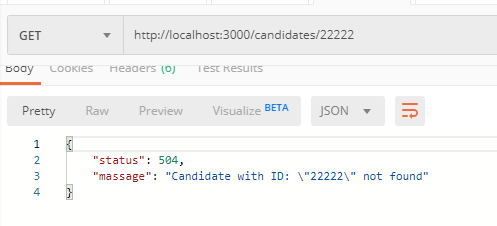 GET http://localhost:3000/candidates/22222
Body Cookies Headers (6) Test Results
Pretty Raw Preview Visualize BETA JSON
1 {
2 "status": 504,
3 "massage": "Candidate with ID: \"22222\" not found"
4 }